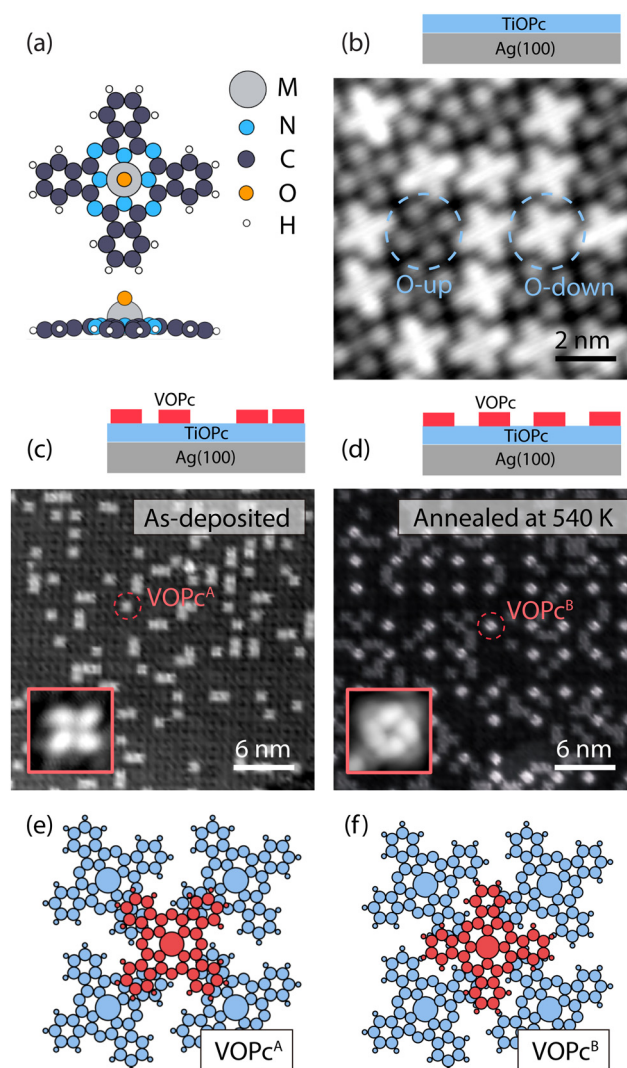 (a)
M
N
C
O
H
(b)
TiOPc
Ag(100)
O-up
O-down
2 nm
(c)
VOPc
TiOPc
Ag(100)
As-deposited
VOPcᴬ
6 nm
(d)
VOPc
TiOPc
Ag(100)
Annealed at 540 K
VOPcᴮ
6 nm
(e)
VOPcᴬ
(f)
VOPcᴮ